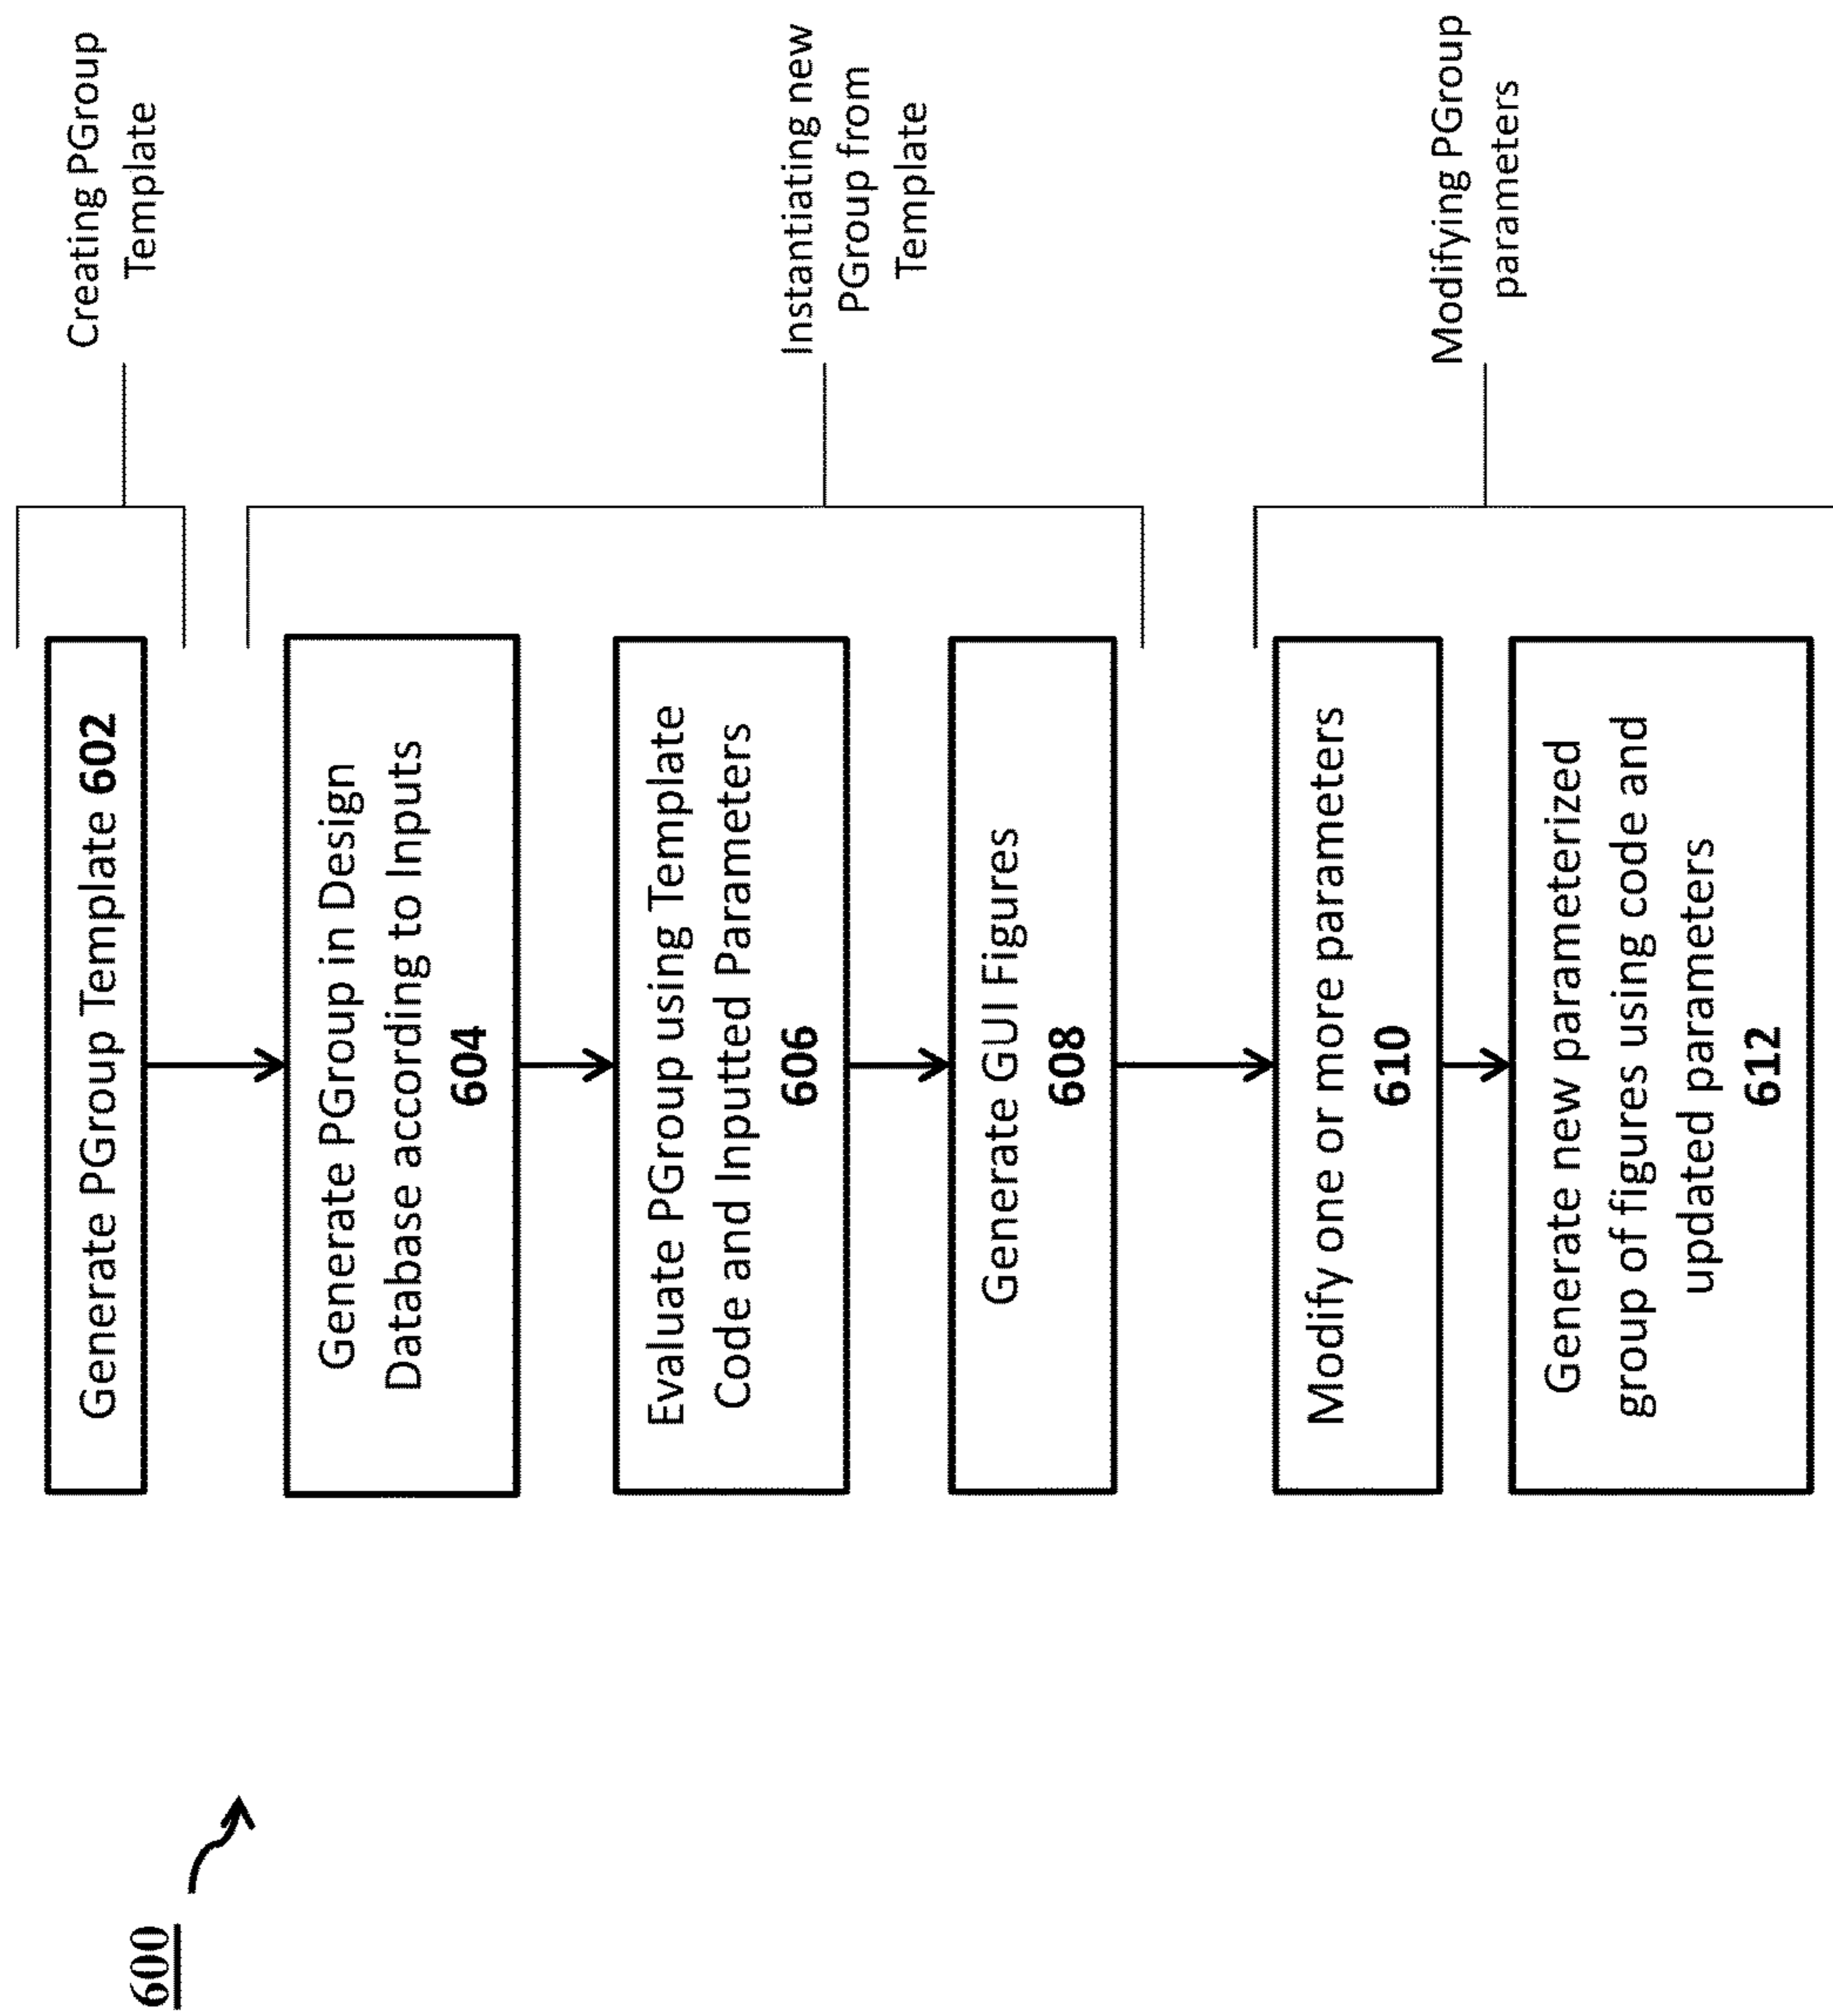 600
Generate PGroup Template 602
Creating PGroup
Template
Generate PGroup in Design
Database according to Inputs
604
Evaluate PGroup using Template
Code and Inputted Parameters
606
Generate GUI Figures
608
Instantiating new
PGroup from
Template
Modify one or more parameters
610
Generate new parameterized
group of figures using code and
updated parameters
612
Modifying PGroup
parameters